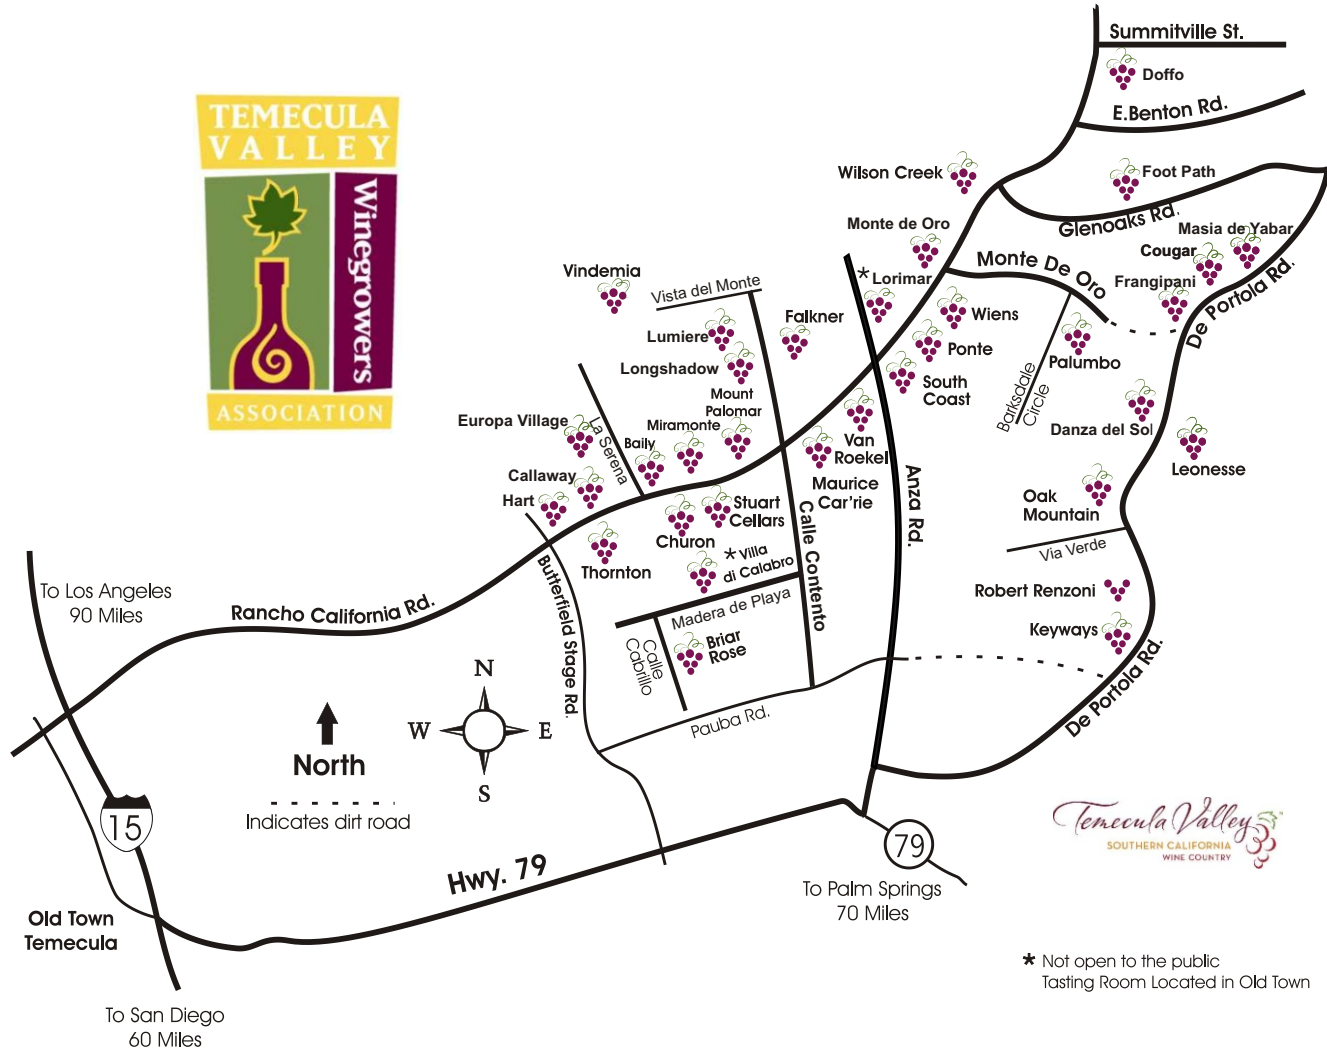 Summitville St.
Doffo
E.Benton Rd.
TEMECULA
VALLEY
Winegrowers
ASSOCIATION
Wilson Creek
Foot Path
Glenoaks Rd.
Monte de Oro
Masia de Yabar
Cougar
Monte De Oro
Vindemia
* Lorimar
Frangipani
De Portola Rd.
Vista del Monte
Falkner
Wiens
Lumiere
Ponte
Palumbo
Longshadow
South
Coast
Barksdale
Circle
Mount
Palomar
Europa Village
La Serena
Miramonte
Baily
Van
Roekel
Danza del Sol
Leonesse
Callaway
Hart
Maurice
Car'rie
Anza Rd.
Oak
Mountain
Stuart
Cellars
Churon
Calle Contento
Via Verde
Thornton
* Villa
di Calabro
Butterfield Stage Rd.
To Los Angeles
90 Miles
Rancho California Rd.
Madera de Playa
Robert Renzoni
Keyways
Calle
Cabrillo
Briar
Rose
De Portola Rd.
Pauba Rd.
N
W
E
S
North
Indicates dirt road
15
Temecula Valley
SOUTHERN CALIFORNIA
WINE COUNTRY
79
Hwy. 79
To Palm Springs
70 Miles
Old Town
Temecula
* Not open to the public
Tasting Room Located in Old Town
To San Diego
60 Miles